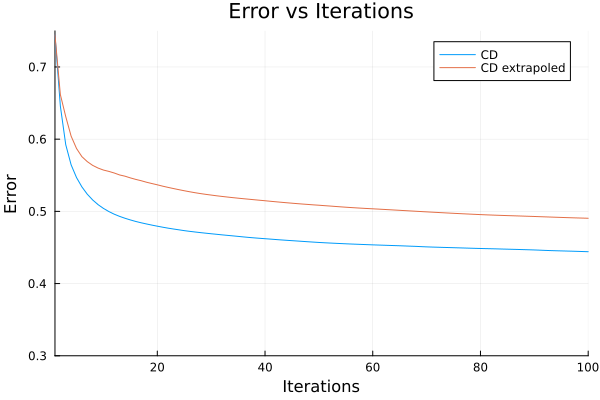 Error vs Iterations
CD
CD extrapoled
0.7
0.6
0.5
0.4
0.3
Error
20 40 60 80 100
Iterations